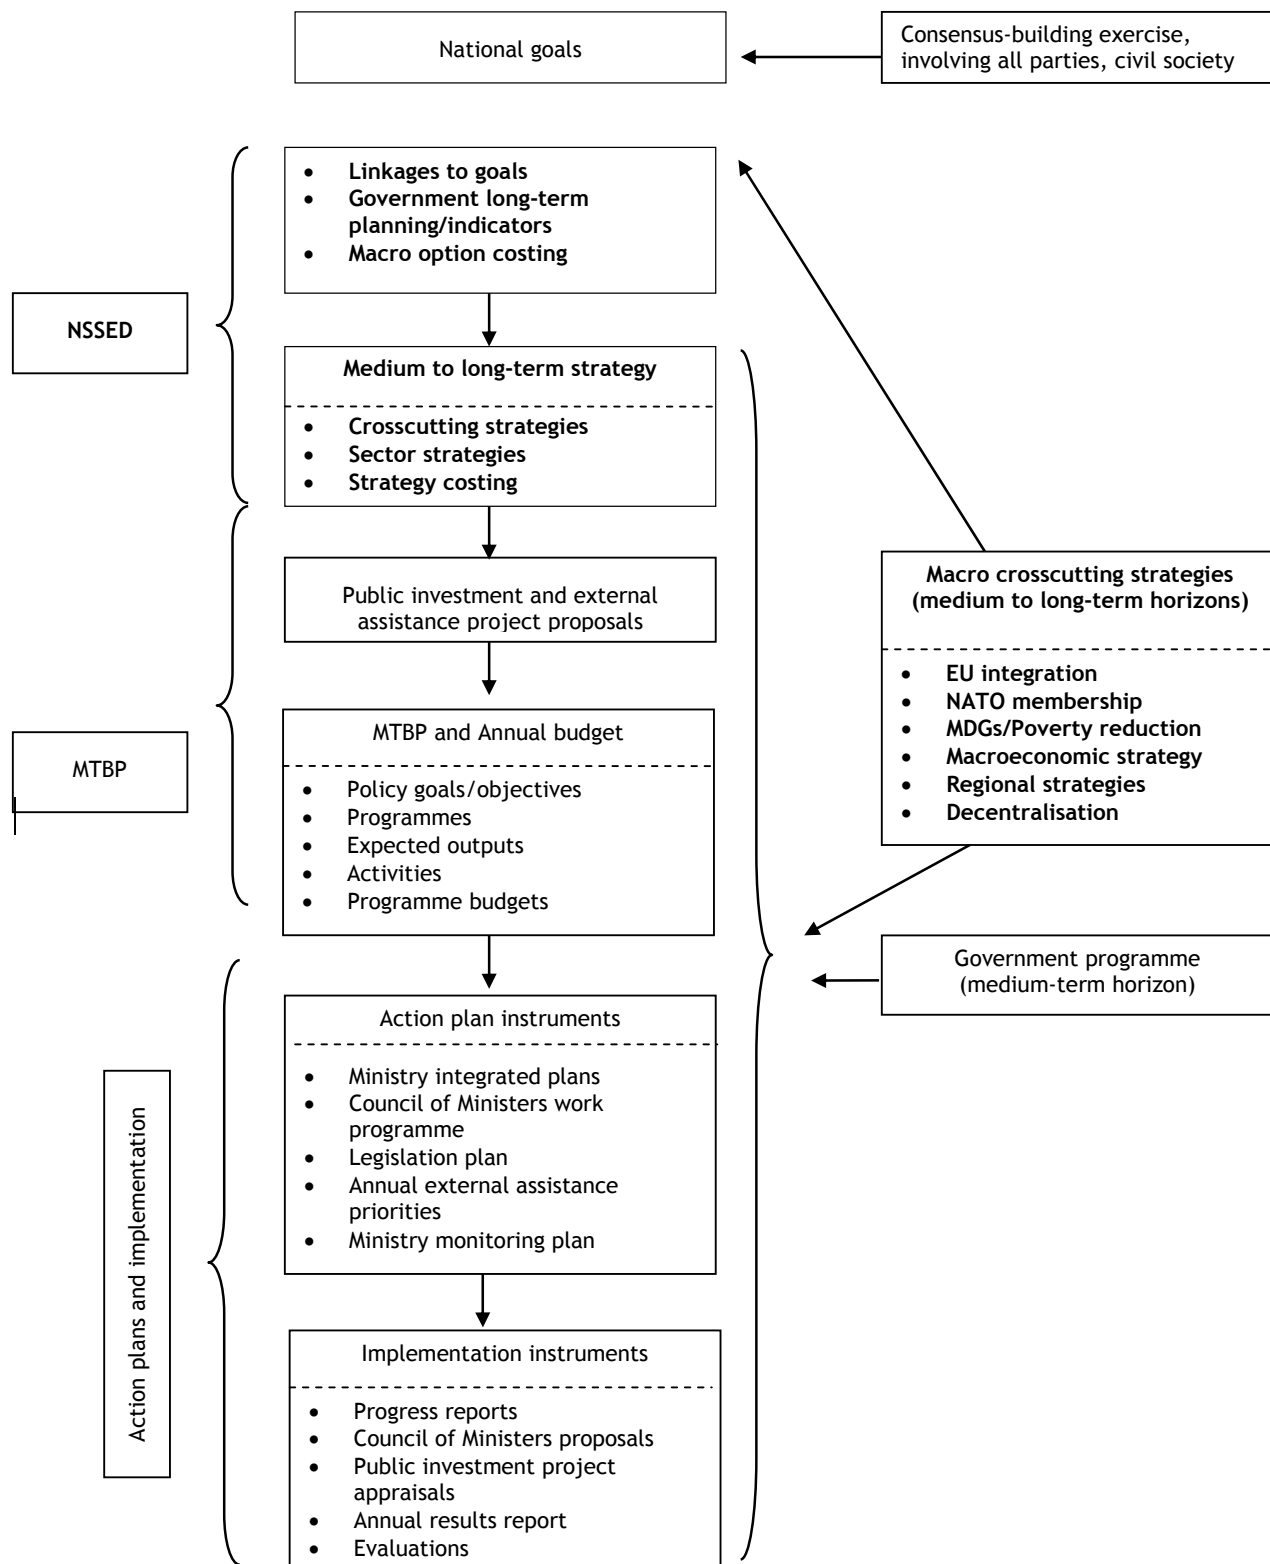 National goals
Consensus-building exercise,
involving all parties, civil society
• Linkages to goals
• Government long-term
planning/indicators
• Macro option costing
NSSED
Medium to long-term strategy
• Crosscutting strategies
• Sector strategies
• Strategy costing
Public investment and external
assistance project proposals
Macro crosscutting strategies
(medium to long-term horizons)
• EU integration
• NATO membership
• MDGs/Poverty reduction
• Macroeconomic strategy
• Regional strategies
• Decentralisation
MTBP
MTBP and Annual budget
• Policy goals/objectives
• Programmes
• Expected outputs
• Activities
• Programme budgets
Government programme
(medium-term horizon)
Action plans and implementation
Action plan instruments
• Ministry integrated plans
• Council of Ministers work
programme
• Legislation plan
• Annual external assistance
priorities
• Ministry monitoring plan
Implementation instruments
• Progress reports
• Council of Ministers proposals
• Public investment project
appraisals
• Annual results report
• Evaluations